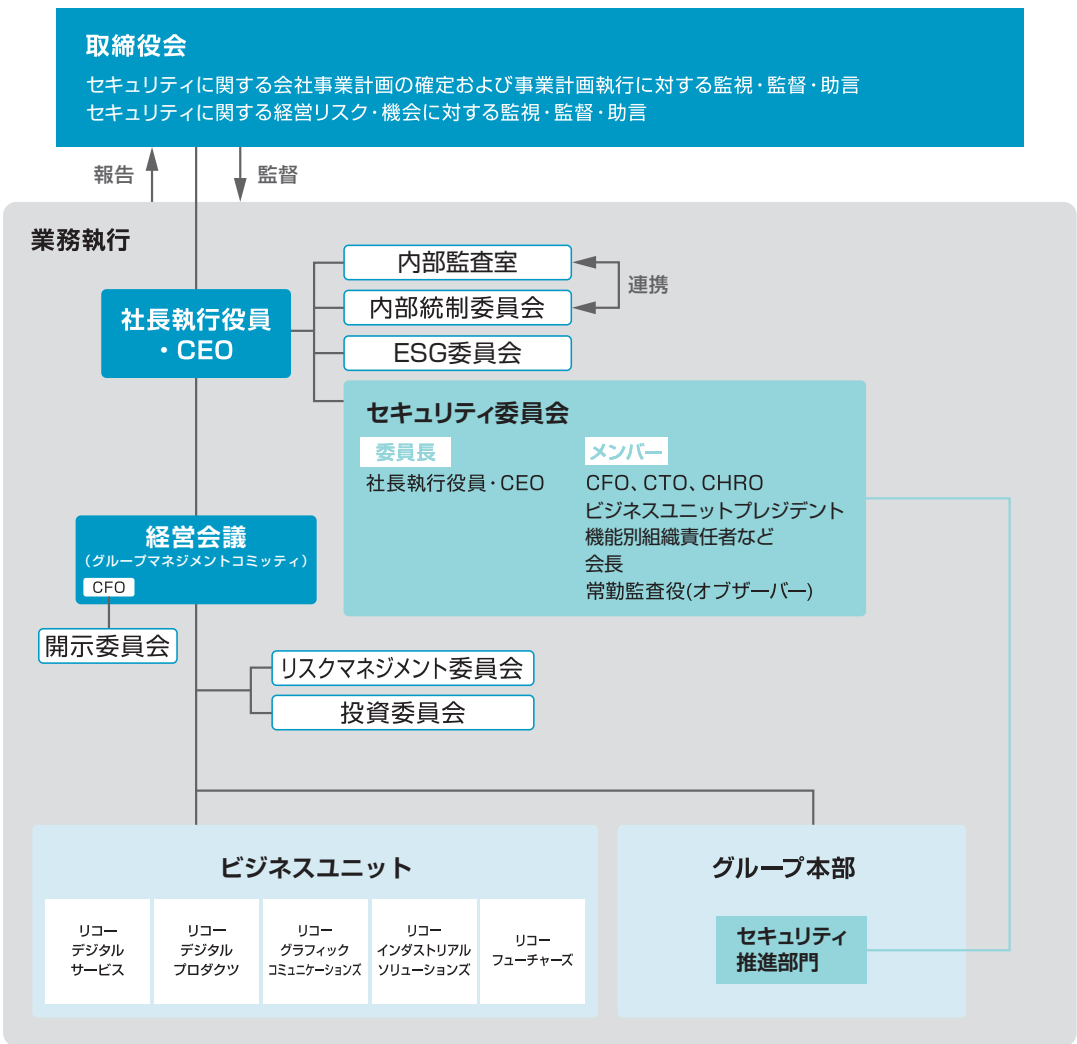 取締役会
セキュリティに関する会社事業計画の確定および事業計画執行に対する監視・監督・助言
セキュリティに関する経営リスク・機会に対する監視・監督・助言
報告
監督
業務執行
社長執行役員
・CEO
内部監査室
内部統制委員会
連携
ESG委員会
セキュリティ委員会
委員長
社長執行役員・CEO
メンバー
CFO、CTO、CHRO
ビジネスユニットプレジデント
機能別組織責任者など
会長
常勤監査役(オブザーバー)
経営会議
（グループマネジメントコミッティ）
CFO
開示委員会
リスクマネジメント委員会
投資委員会
ビジネスユニット
リコー
デジタル
サービス
リコー
デジタル
プロダクツ
リコー
グラフィック
コミュニケーションズ
リコー
インダストリアル
ソリューションズ
リコー
フューチャーズ
グループ本部
セキュリティ
推進部門